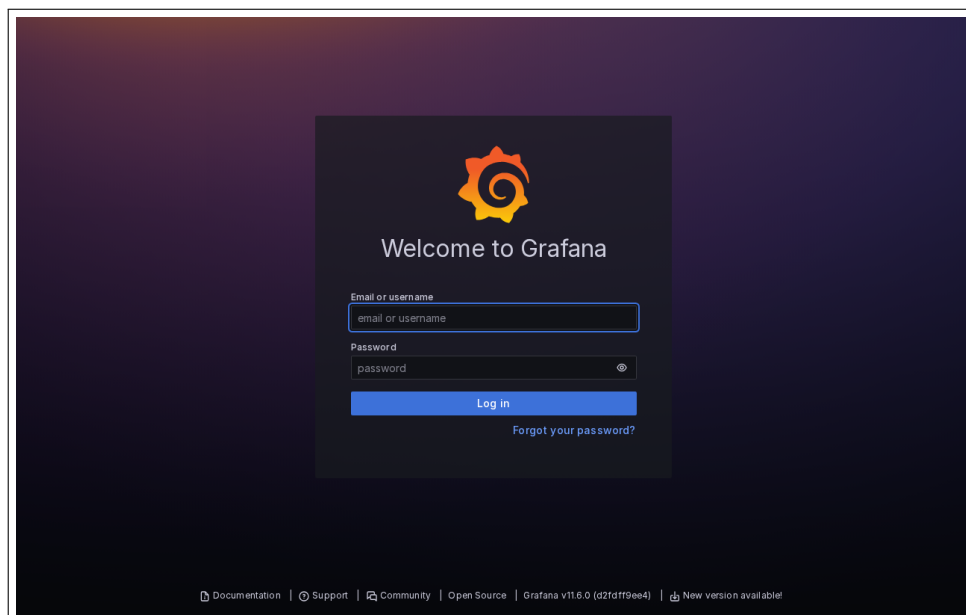 Welcome to Grafana
Email or username
email or username
Password
password
Log in
Forgot your password?
Documentation | Support | Community | Open Source | Grafana v11.6.0 (d2fdff9ee4) | New version available!